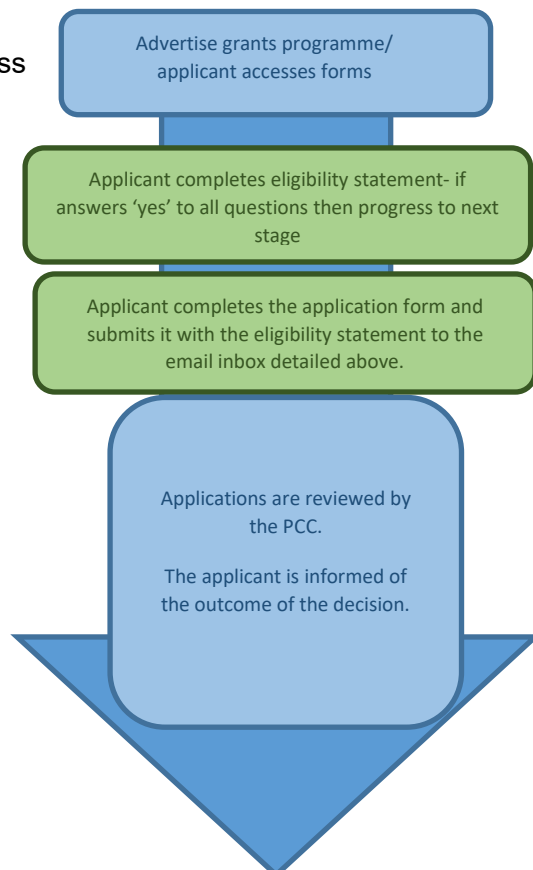 ss
Advertise grants programme/
applicant accesses forms
Applicant completes eligibility statement- if
answers ‘yes’ to all questions then progress to next
stage
Applicant completes the application form and
submits it with the eligibility statement to the
email inbox detailed above.
Applications are reviewed by
the PCC.
The applicant is informed of
the outcome of the decision.